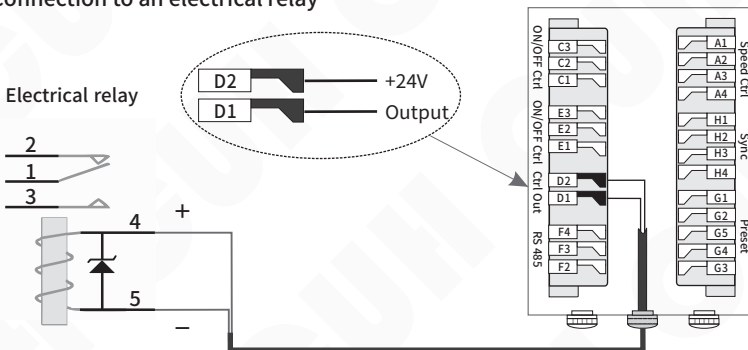 connection to an electrical relay
D2
+24V
D1
Output
Electrical relay
2
1
3
4
+
5
–
ON/OFF Ctrl
C3
C2
C1
ON/OFF Ctrl
E3
E2
E1
Ctrl Out
D2
D1
RS 485
F4
F3
F2
Speed Ctrl
A1
A2
A3
A4
Sync
H1
H2
H3
H4
Preset
G1
G2
G5
G4
G3